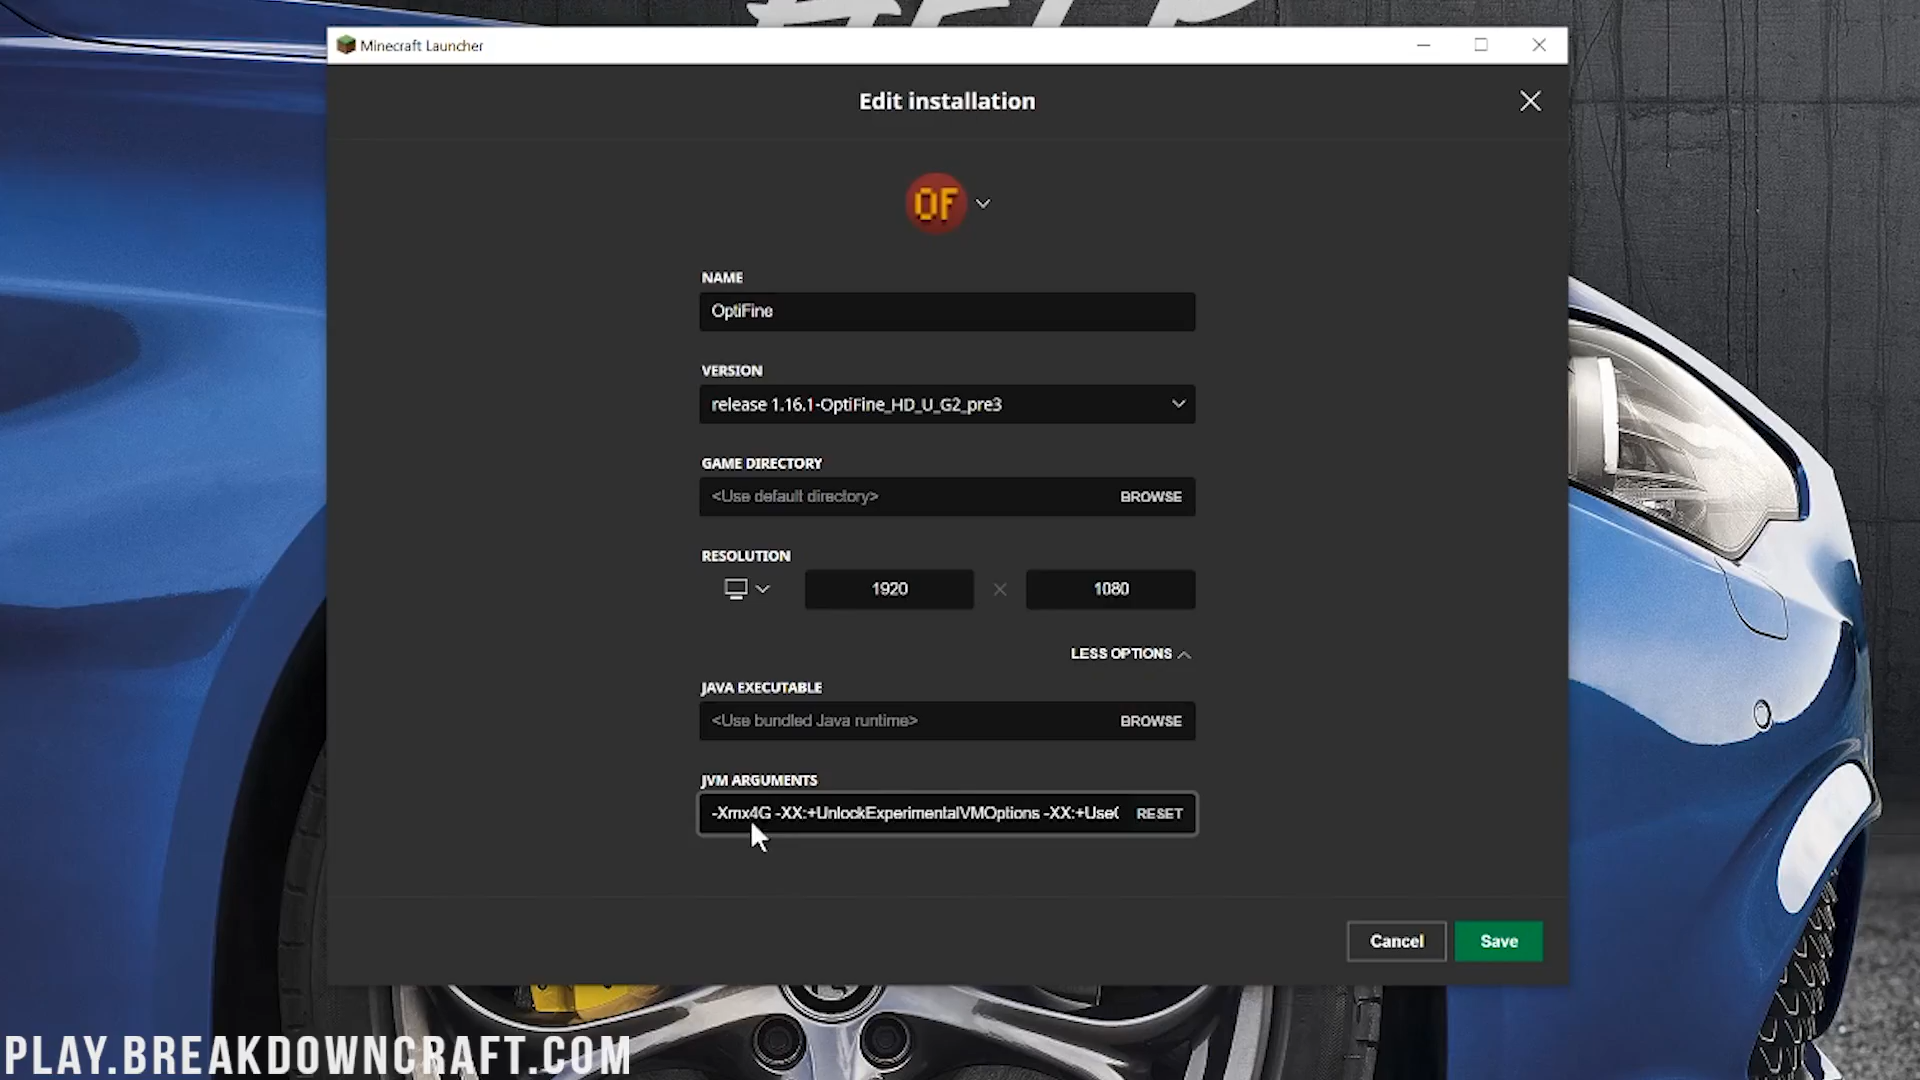 HELP
Minecraft Launcher
Edit installation
OF
NAME
OptiFine
VERSION
release 1.16.1-OptiFine_HD_U_G2_pre3
GAME DIRECTORY
<Use default directory>
BROWSE
RESOLUTION
1920
1080
LESS OPTIONS
JAVA EXECUTABLE
<Use bundled Java runtime>
BROWSE
JVM ARGUMENTS
-Xmx4G -XX:+UnlockExperimentalVMOptions -XX:+Use
RESET
Cancel
Save
PLAY.BREAKDOWNCRAFT.COM